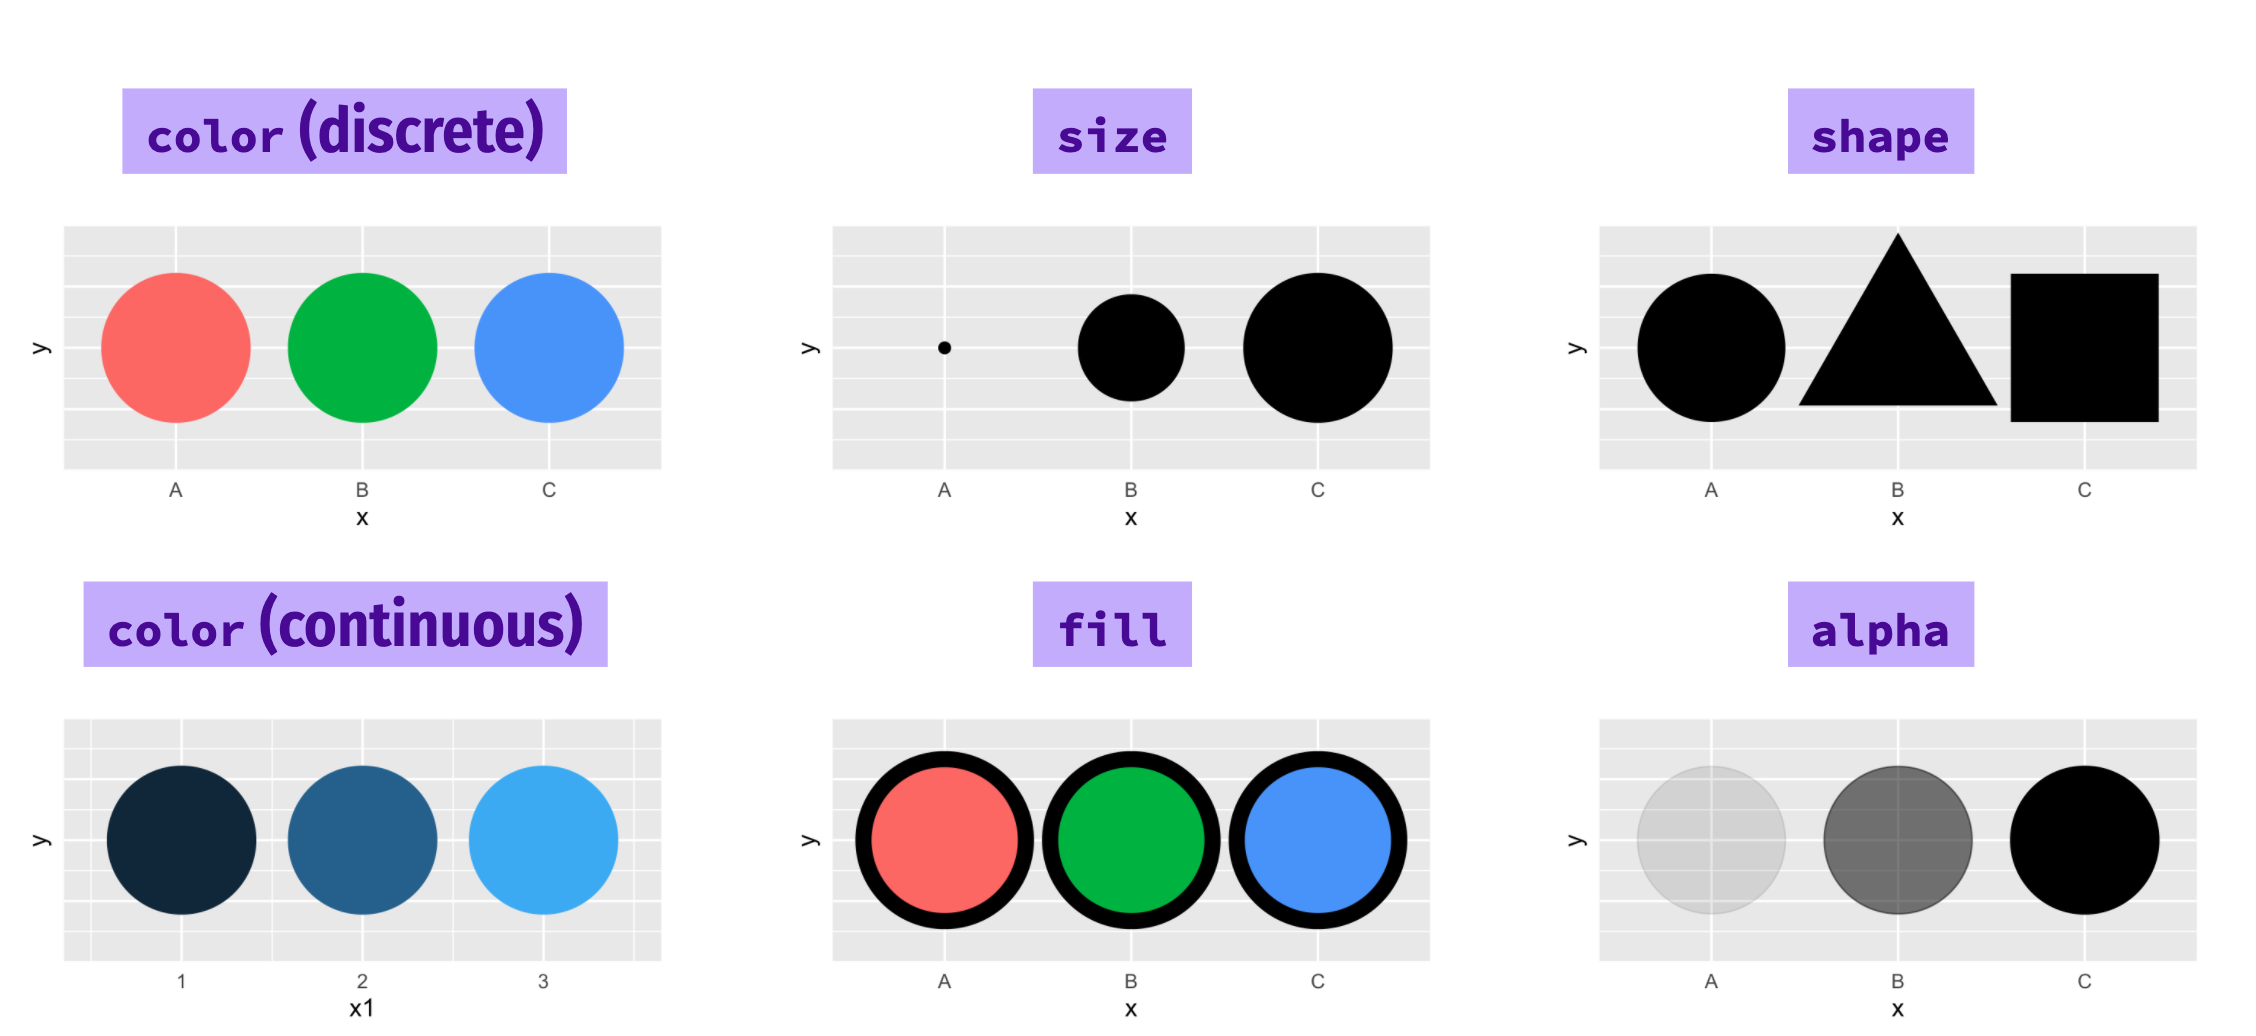 color (discrete)
size
shape
y
A B C
x
y
A B C
x
y
A B C
x
color (continuous)
fill
alpha
y
1 2 3
x1
y
A B C
x
y
A B C
x